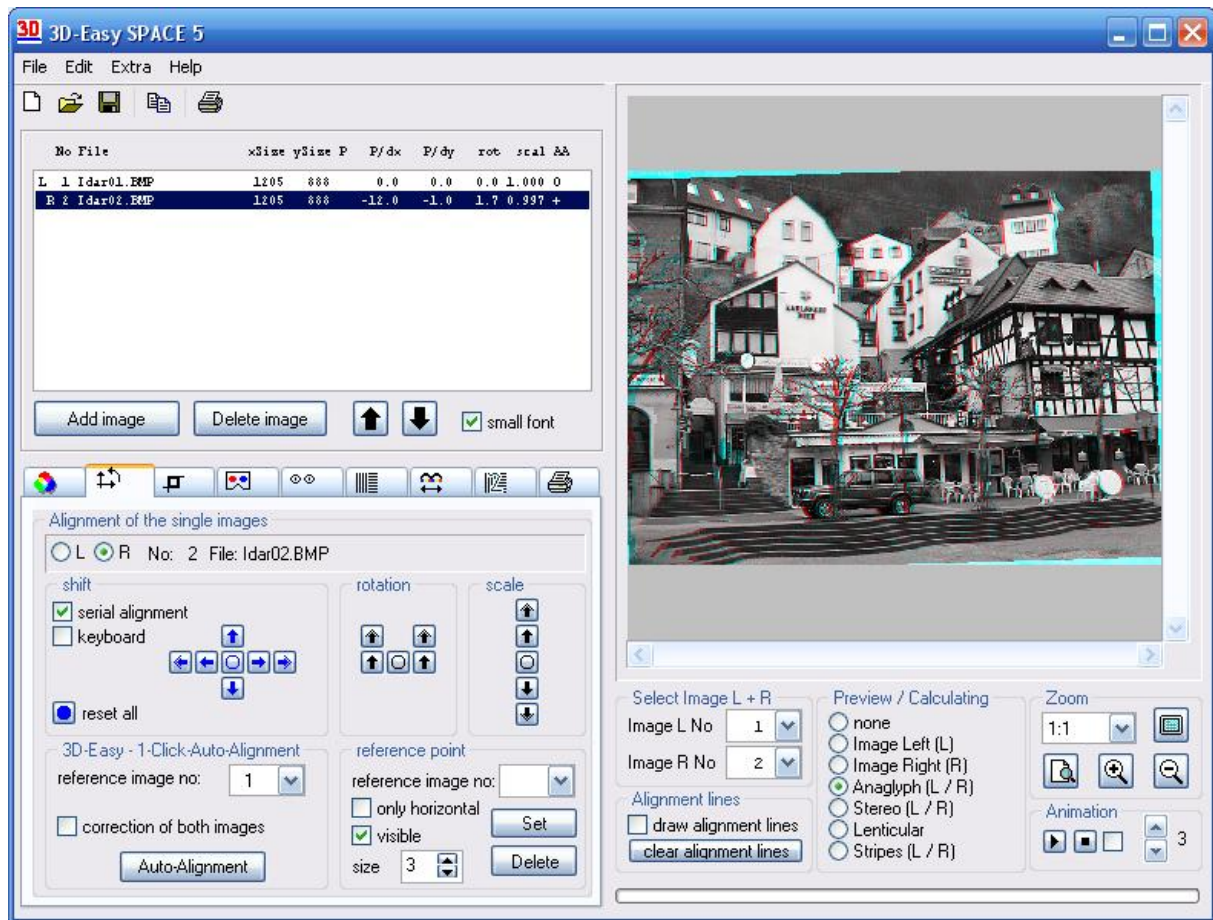 3D 3D-Easy SPACE 5
File Edit Extra Help
No File xSize ySize P P/dx P/dy rot scal AA
L 1 Idar01.BMP 1205 888 0.0 0.0 0.0 1.000 0
R 2 Idar02.BMP 1205 888 -12.0 -1.0 1.7 0.997 +
Add image Delete image small font
Alignment of the single images
L R No: 2 File: Idar02.BMP
shift
serial alignment
keyboard
reset all
rotation
scale
3D-Easy - 1-Click-Auto-Alignment
reference image no: 1
correction of both images
Auto-Alignment
reference point
reference image no:
only horizontal
visible
Set
size 3
Delete
Select Image L + R
Image L No 1
Image R No 2
Alignment lines
draw alignment lines
clear alignment lines
Preview / Calculating
none
Image Left (L)
Image Right (R)
Anaglyph (L / R)
Stereo (L / R)
Lenticular
Stripes (L / R)
Zoom
1:1
Animation
3